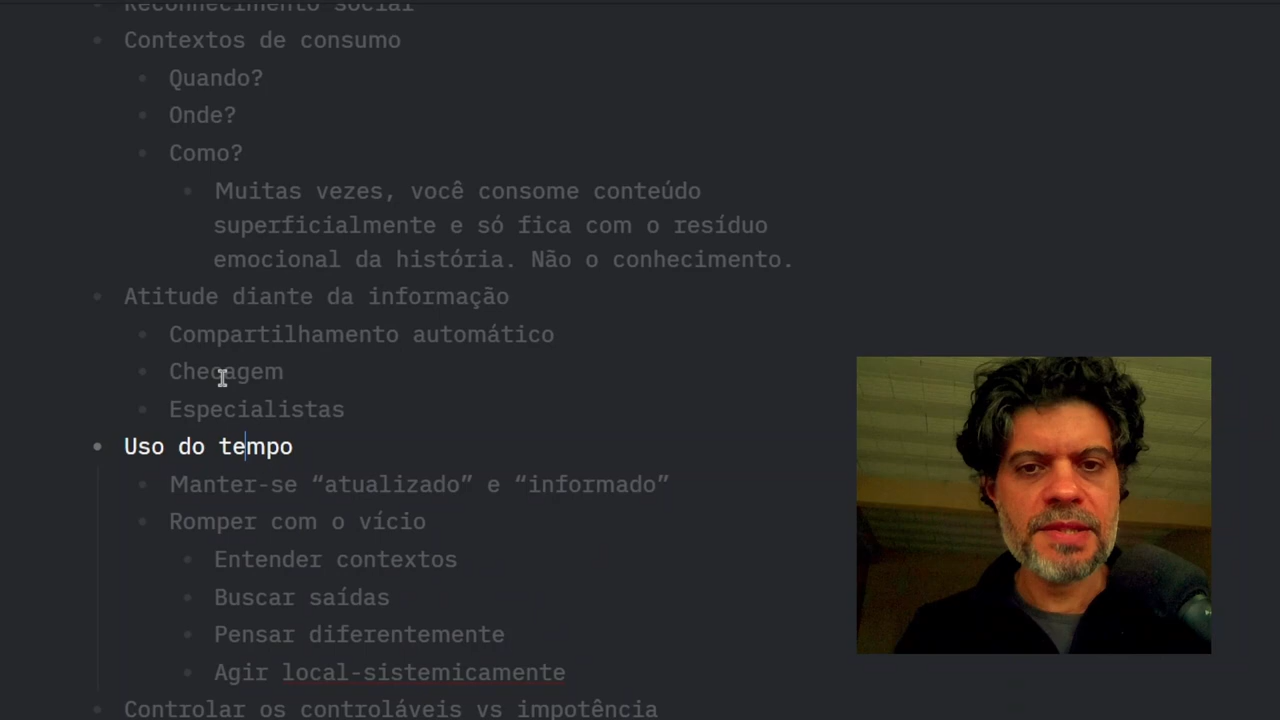 Reconhecimento social
Contextos de consumo
Quando?
Onde?
Como?
Muitas vezes, você consome conteúdo
superficialmente e só fica com o resíduo
emocional da história. Não o conhecimento.
Atitude diante da informação
Compartilhamento automático
Checagem
Especialistas
Uso do tempo
Manter-se “atualizado” e “informado”
Romper com o vício
Entender contextos
Buscar saídas
Pensar diferentemente
Agir local-sistemicamente
Controlar os controláveis vs impotência